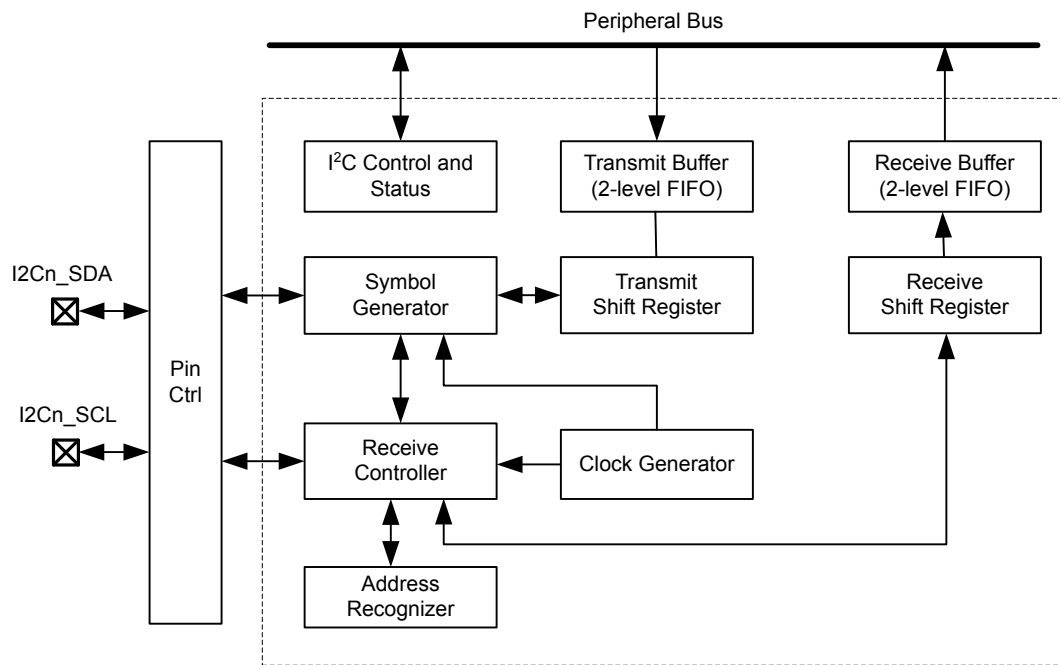 Peripheral Bus
I²C Control and
Status
Transmit Buffer
(2-level FIFO)
Receive Buffer
(2-level FIFO)
I2Cn_SDA
Symbol
Generator
Transmit
Shift Register
Receive
Shift Register
Pin
Ctrl
I2Cn_SCL
Receive
Controller
Clock Generator
Address
Recognizer